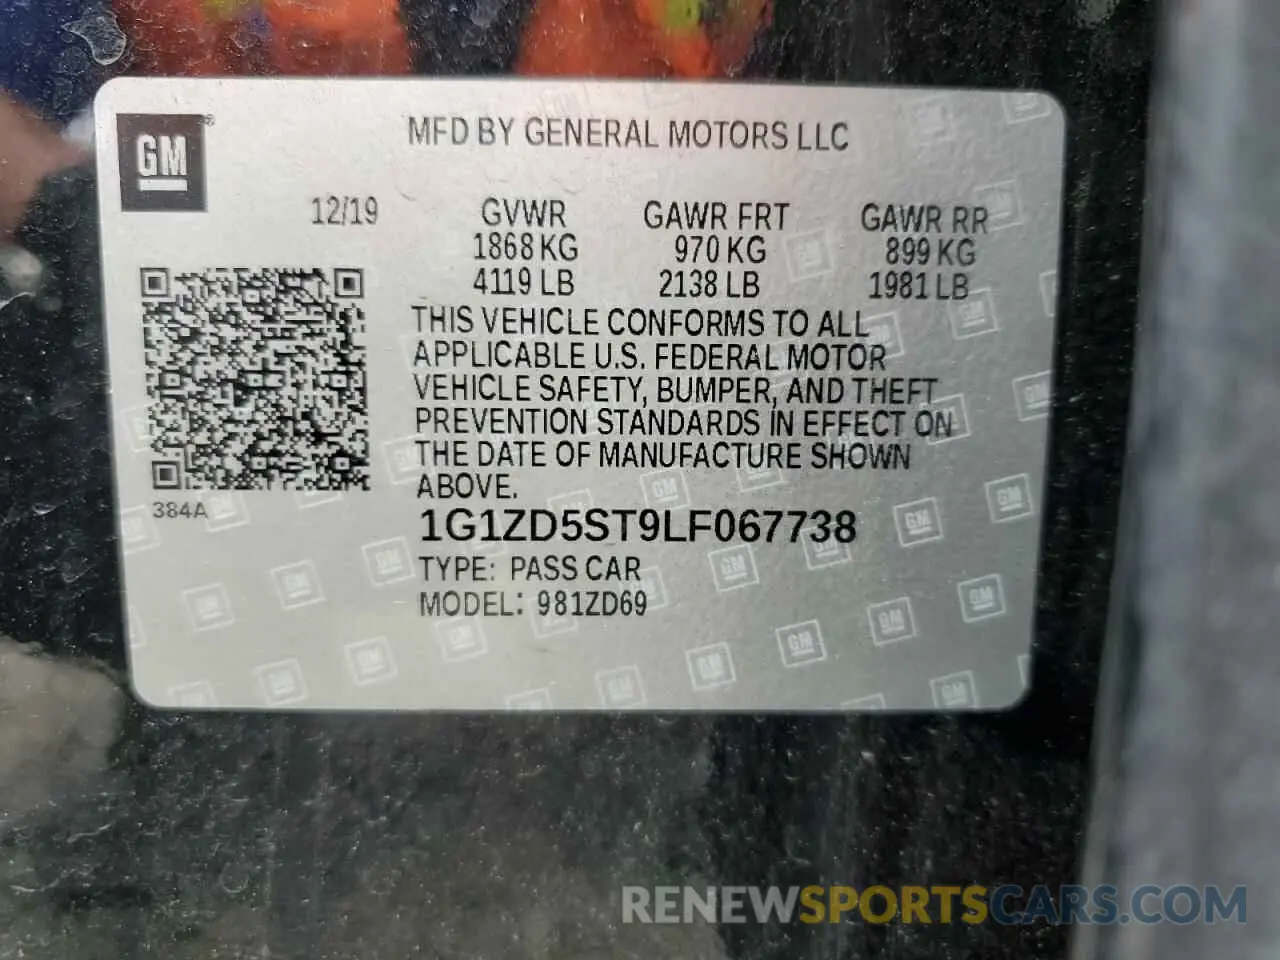 GM®
MFD BY GENERAL MOTORS LLC
12/19
GVWR GAWR FRT GAWR RR
1868 KG 970 KG 899 KG
4119 LB 2138 LB 1981 LB
THIS VEHICLE CONFORMS TO ALL
APPLICABLE U.S. FEDERAL MOTOR
VEHICLE SAFETY, BUMPER, AND THEFT
PREVENTION STANDARDS IN EFFECT ON
THE DATE OF MANUFACTURE SHOWN
ABOVE.
384A
1G1ZD5ST9LF067738
TYPE: PASS CAR
MODEL: 981ZD69
RENEWSPORTSCARS.COM